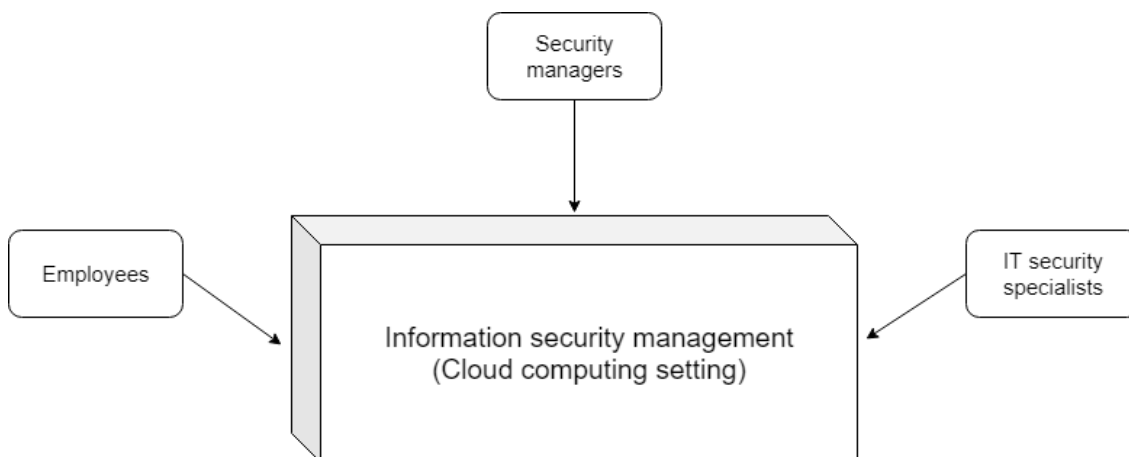 Security
managers
Employees
IT security
specialists
Information security management
(Cloud computing setting)